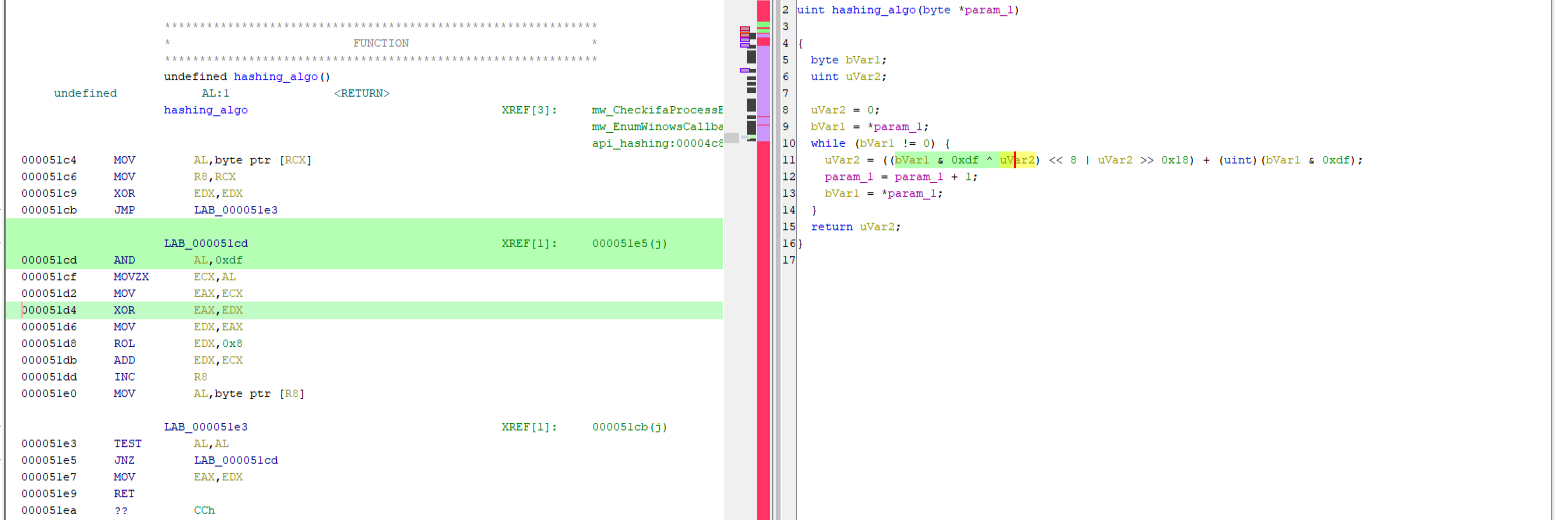 ******************************************************************
* FUNCTION *
******************************************************************
undefined hashing_algo()
undefined AL:1 <RETURN>
hashing_algo XREF[3]: mw_CheckifaProcessE
mw_EnumWinowsCallba
api_hashing:00004c8
000051c4 MOV AL,byte ptr [RCX]
000051c6 MOV R8,RCX
000051c9 XOR EDX,EDX
000051cb JMP LAB_000051e3
LAB_000051cd XREF[1]: 000051e5(j)
000051cd AND AL,0xdf
000051cf MOVZX ECX,AL
000051d2 MOV EAX,ECX
000051d4 XOR EAX,EDX
000051d6 MOV EDX,EAX
000051d8 ROL EDX,0x8
000051db ADD EDX,ECX
000051dd INC R8
000051e0 MOV AL,byte ptr [R8]
LAB_000051e3 XREF[1]: 000051cb(j)
000051e3 TEST AL,AL
000051e5 JNZ LAB_000051cd
000051e7 MOV EAX,EDX
000051e9 RET
000051ea ?? CCh
2 uint hashing_algo(byte *param_1)
3
4 {
5 byte bVar1;
6 uint uVar2;
7
8 uVar2 = 0;
9 bVar1 = *param_1;
10 while (bVar1 != 0) {
11 uVar2 = ((bVar1 & 0xdf ^ uVar2) << 8 | uVar2 >> 0x18) + (uint)(bVar1 & 0xdf);
12 param_1 = param_1 + 1;
13 bVar1 = *param_1;
14 }
15 return uVar2;
16 }
17